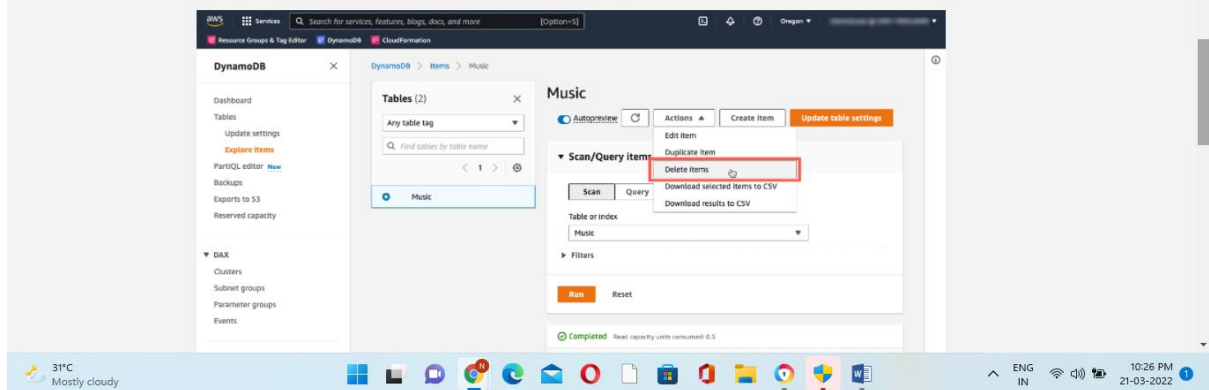 aws Services Search for services, features, blogs, docs, and more [Option+S] Oregon
Resource Groups & Tag Editor DynamoDB CloudFormation
DynamoDB
Dashboard
Tables
Update settings
Explore items
PartiQL editor New
Backups
Exports to S3
Reserved capacity
DAX
Clusters
Subnet groups
Parameter groups
Events
DynamoDB > Items > Music
Tables (2)
Any table tag
Find tables by table name
< 1 >
Music
Music
Autopreview Actions Create item Update table settings
Edit item
Duplicate item
Delete items
Download selected items to CSV
Download results to CSV
Scan/Query items
Scan Query
Table or index
Music
Filters
Run Reset
Completed Read capacity units consumed: 0.5
31°C
Mostly cloudy
ENG
IN
10:26 PM
21-03-2022
1